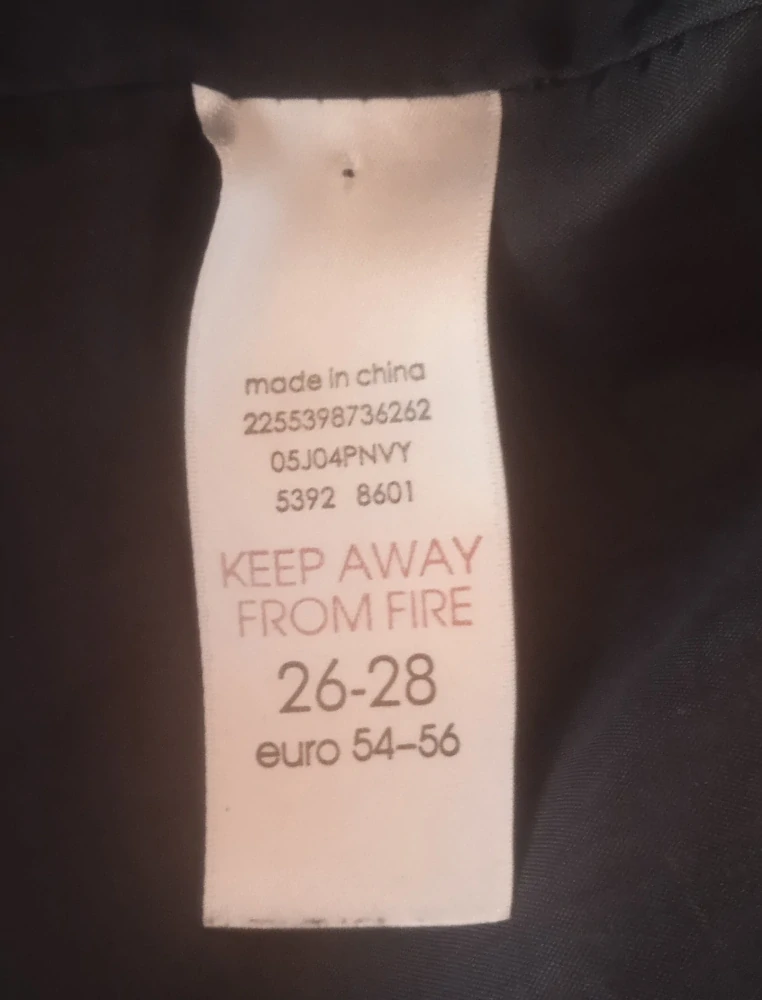 made in china
2255398736262
05J04PNVY
5392 8601
KEEP AWAY
FROM FIRE
26-28
euro 54-56